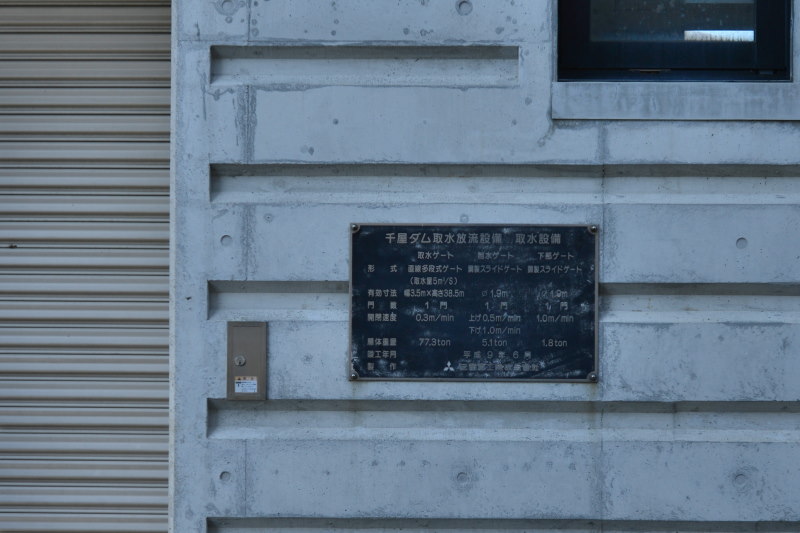 千屋ダム取水放流設備 取水設備
取水ゲート 制水ゲート 下部ゲート
形式 直線多段式ゲート 鋼製スライドゲート 鋼製スライドゲート
(取水量5m³/S)
有効寸法 幅3.5m×高さ38.5m ∅1.9m ∅1.9m
門数 1門 1門 1門
開閉速度 0.3m/min 上げ0.5m/min 1.0m/min
下げ1.0m/min
扉体重量 77.3ton 5.1ton 1.8ton
竣工年月 平成9年6月
製作